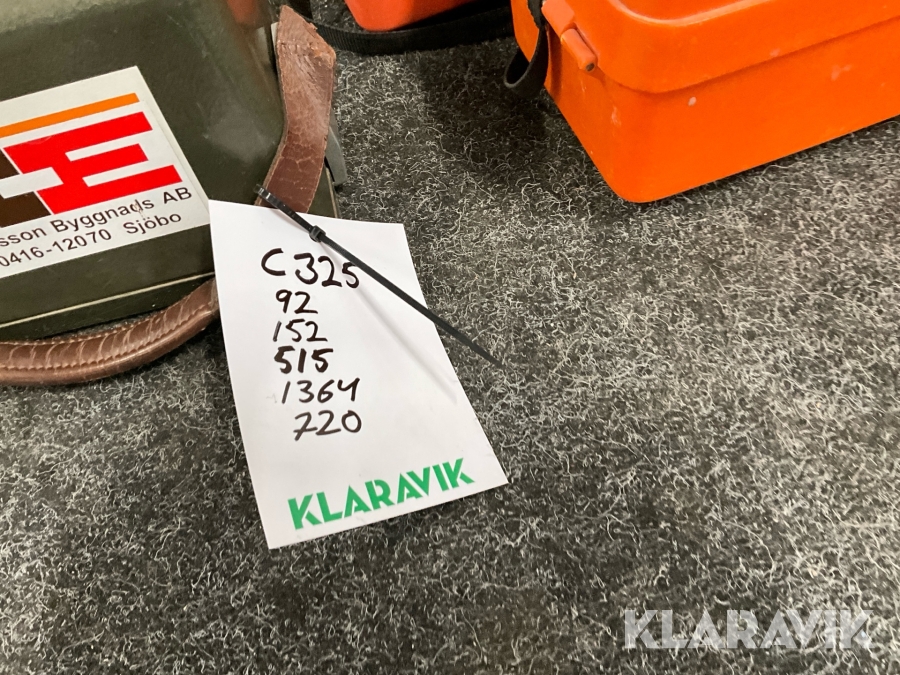 E
sson Byggnads AB
0416-12070 Sjöbo
C325
92
152
515
1364
720
KLARAVIK
KLARAVIK